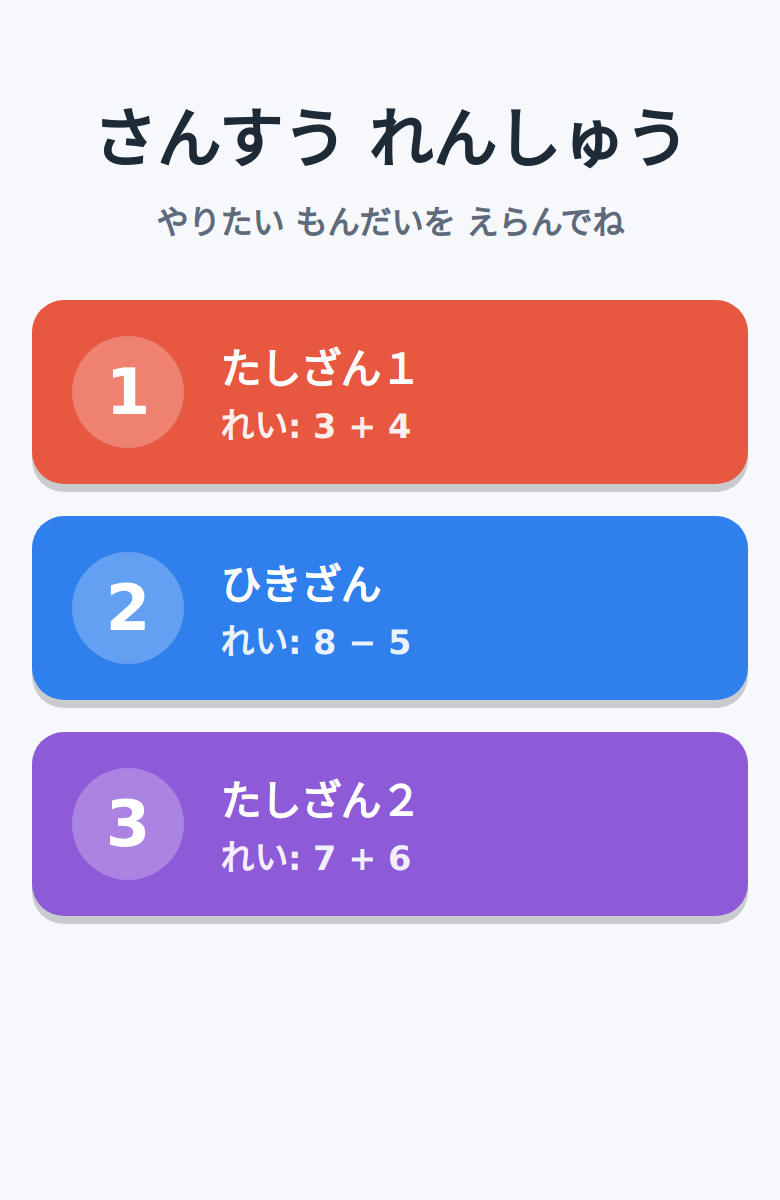 さんすう れんしゅう
やりたい もんだいを えらんでね
1
たしざん１
れい: 3 + 4
2
ひきざん
れい: 8 − 5
3
たしざん２
れい: 7 + 6